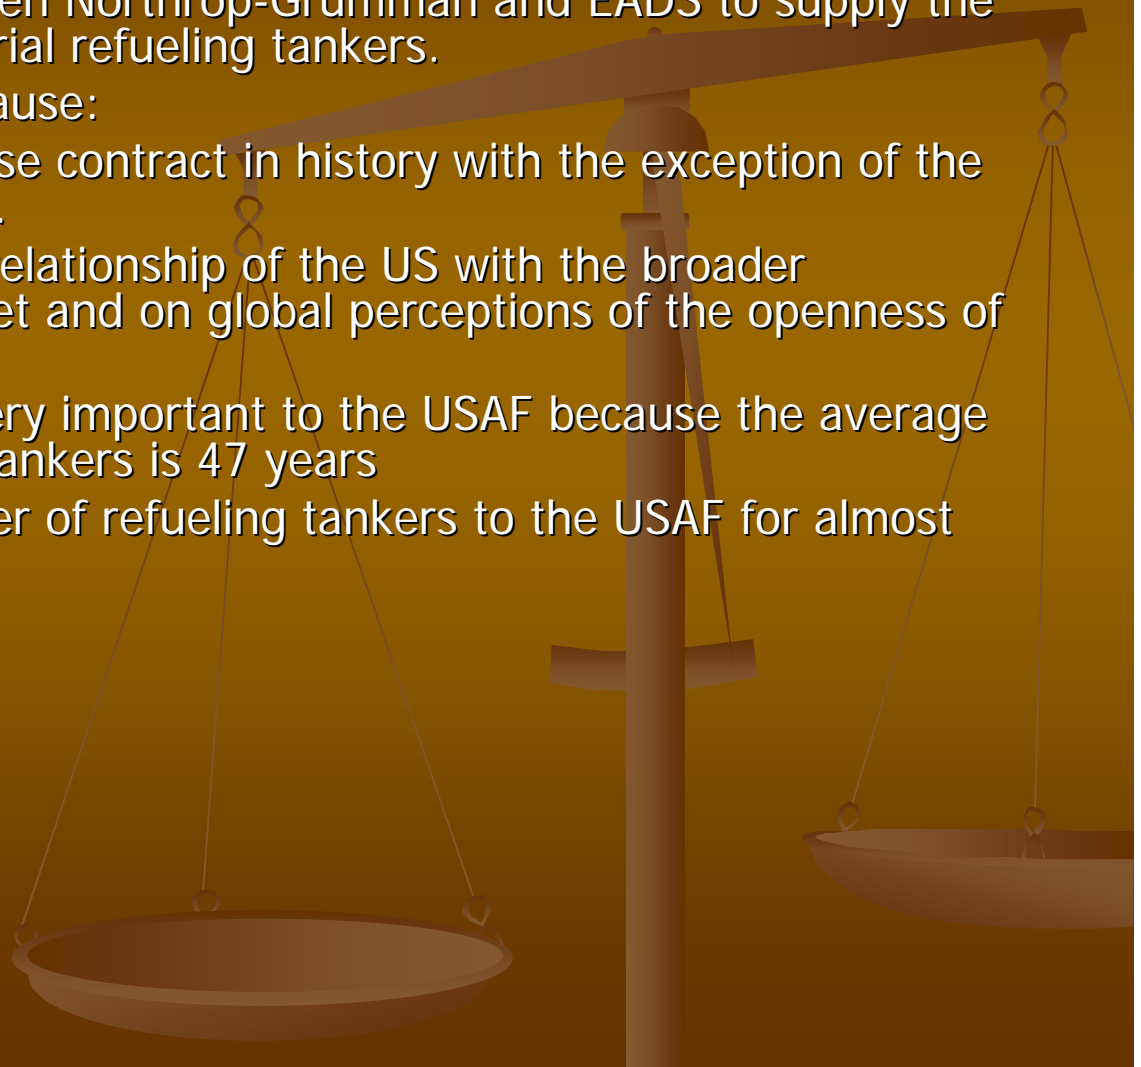 en Northrop-Grumman and EADS to supply the
rial refueling tankers.
ause:
se contract in history with the exception of the
.
elationship of the US with the broader
et and on global perceptions of the openness of
ery important to the USAF because the average
ankers is 47 years
er of refueling tankers to the USAF for almost